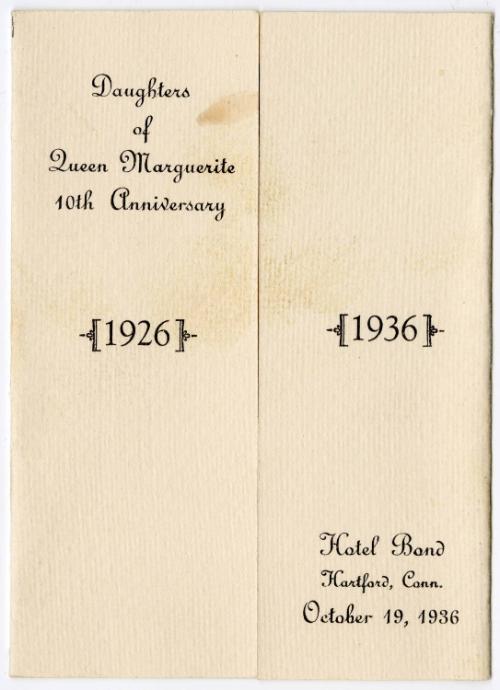 Daughters
of
Queen Marguerite
10th Anniversary
1926
1936
Hotel Bond
Hartford, Conn.
October 19, 1936